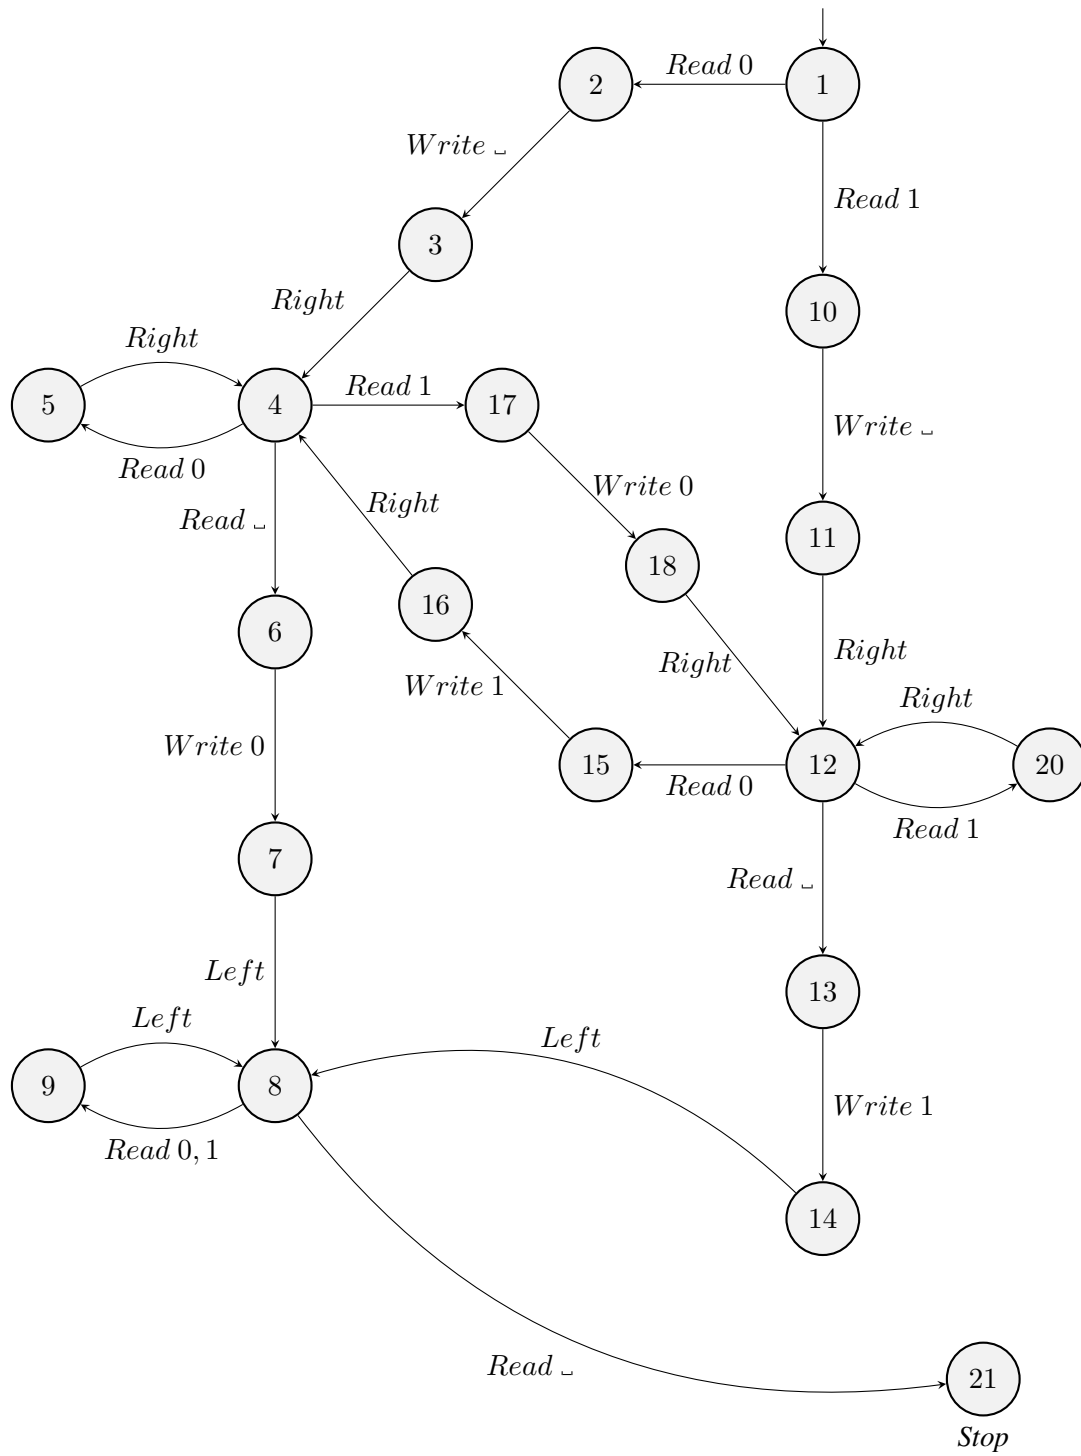 Read 0
2
1
Write ␣
Read 1
3
Right
10
Right
5
4
Read 1
17
Write ␣
Read 0
Write 0
Right
Read ␣
11
18
16
6
Right
Right
Write 1
Right
Write 0
15
12
20
Read 0
Read 1
7
Read ␣
Left
13
Left
Left
9
8
Write 1
Read 0, 1
14
Read ␣
21
Stop